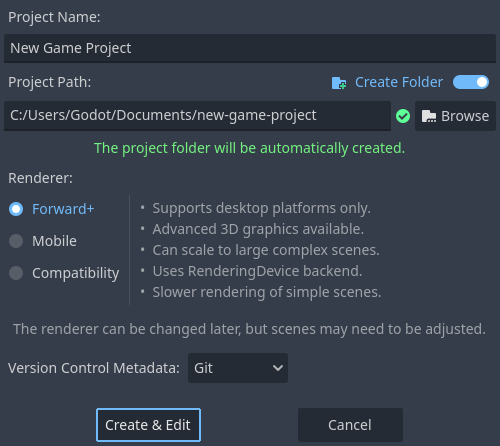 Project Name:
New Game Project
Project Path:
Create Folder
C:/Users/Godot/Documents/new-game-project
Browse
The project folder will be automatically created.
Renderer:
Forward+
Mobile
Compatibility
• Supports desktop platforms only.
• Advanced 3D graphics available.
• Can scale to large complex scenes.
• Uses RenderingDevice backend.
• Slower rendering of simple scenes.
The renderer can be changed later, but scenes may need to be adjusted.
Version Control Metadata: Git
Create & Edit
Cancel